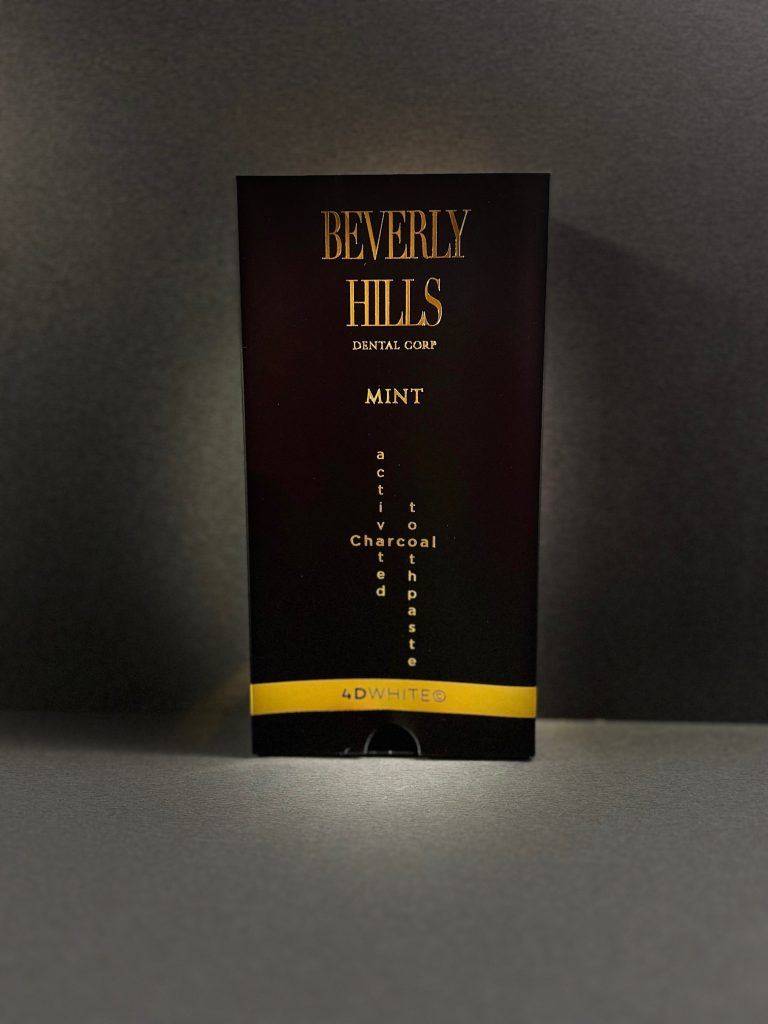 BEVERLY
HILLS
DENTAL CORP
MINT
activated
Charcoal
toothpaste
4DWHITE©